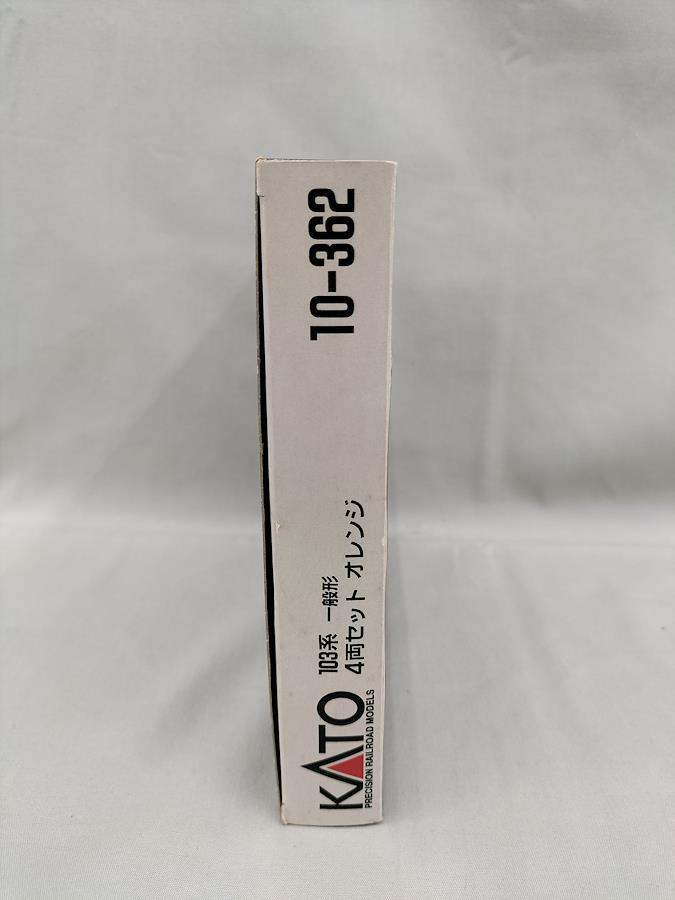 KATO
PRECISION RAILROAD MODELS
103系 一般形
4両セット オレンジ
10-362